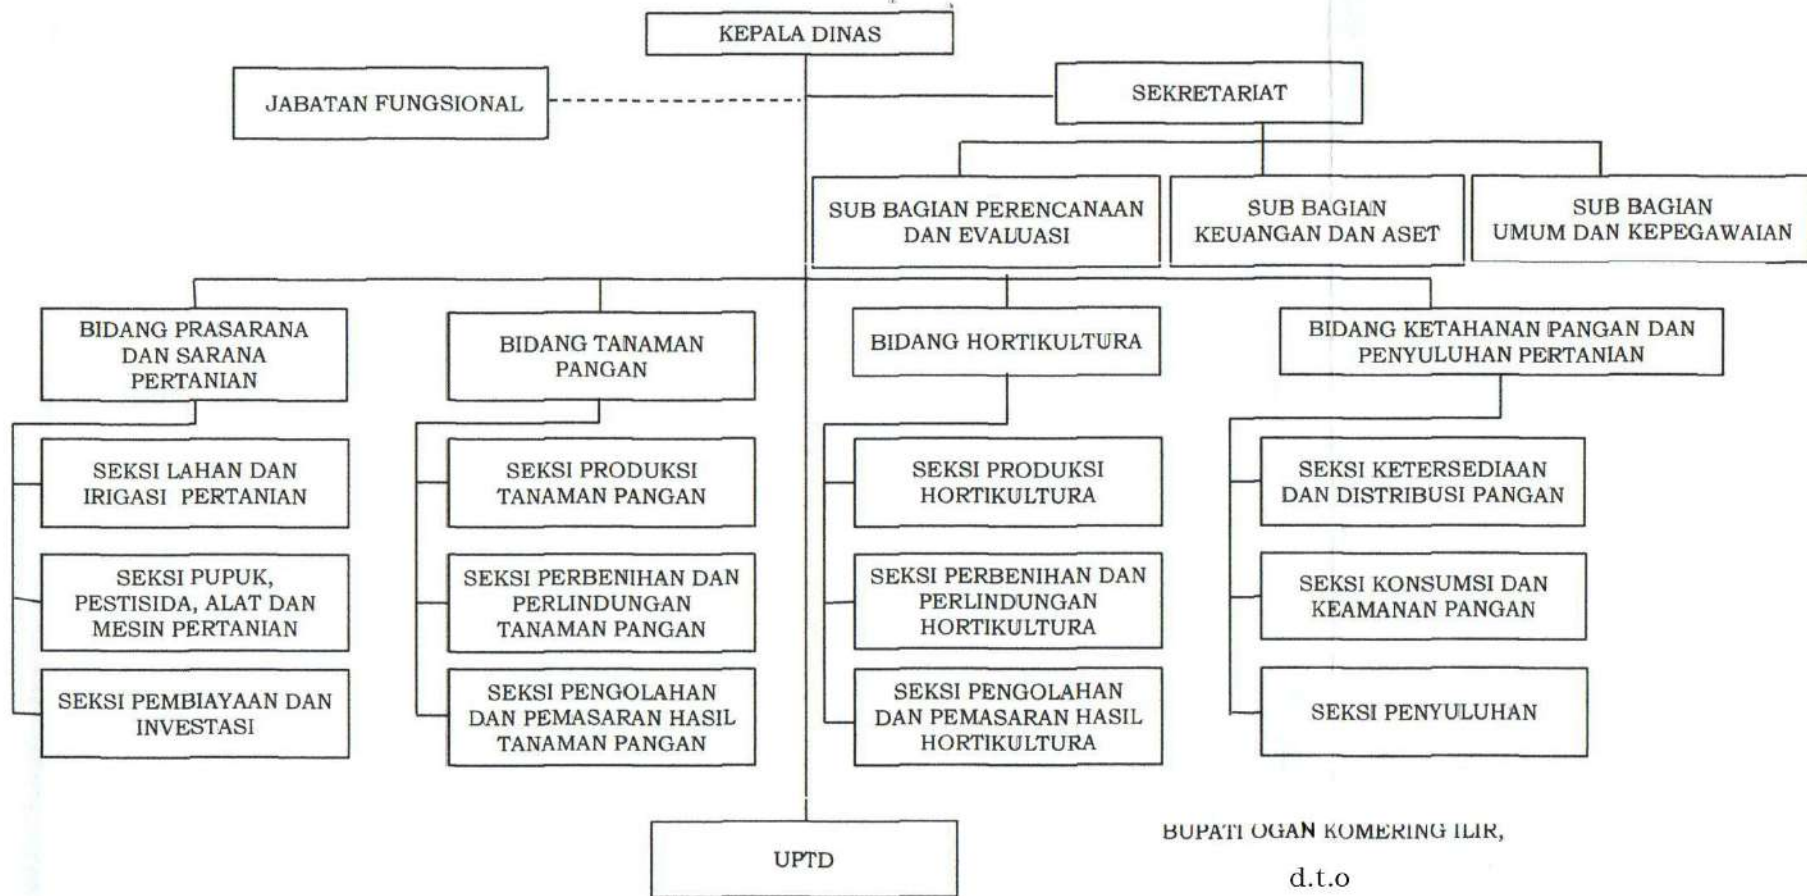 KEPALA DINAS
JABATAN FUNGSIONAL
SEKRETARIAT
SUB BAGIAN PERENCANAAN
DAN EVALUASI
SUB BAGIAN
KEUANGAN DAN ASET
SUB BAGIAN
UMUM DAN KEPEGAWAIAN
BIDANG PRASARANA
DAN SARANA
PERTANIAN
BIDANG TANAMAN
PANGAN
BIDANG HORTIKULTURA
BIDANG KETAHANAN PANGAN DAN
PENYULUHAN PERTANIAN
SEKSI LAHAN DAN
IRIGASI PERTANIAN
SEKSI PRODUKSI
TANAMAN PANGAN
SEKSI PRODUKSI
HORTIKULTURA
SEKSI KETERSEDIAAN
DAN DISTRIBUSI PANGAN
SEKSI PUPUK,
PESTISIDA, ALAT DAN
MESIN PERTANIAN
SEKSI PERBENIHAN DAN
PERLINDUNGAN
TANAMAN PANGAN
SEKSI PERBENIHAN DAN
PERLINDUNGAN
HORTIKULTURA
SEKSI KONSUMSI DAN
KEAMANAN PANGAN
SEKSI PEMBIAYAAN DAN
INVESTASI
SEKSI PENGOLAHAN
DAN PEMASARAN HASIL
TANAMAN PANGAN
SEKSI PENGOLAHAN
DAN PEMASARAN HASIL
HORTIKULTURA
SEKSI PENYULUHAN
UPTD
BUPATI OGAN KOMERING ILIR,
d.t.o